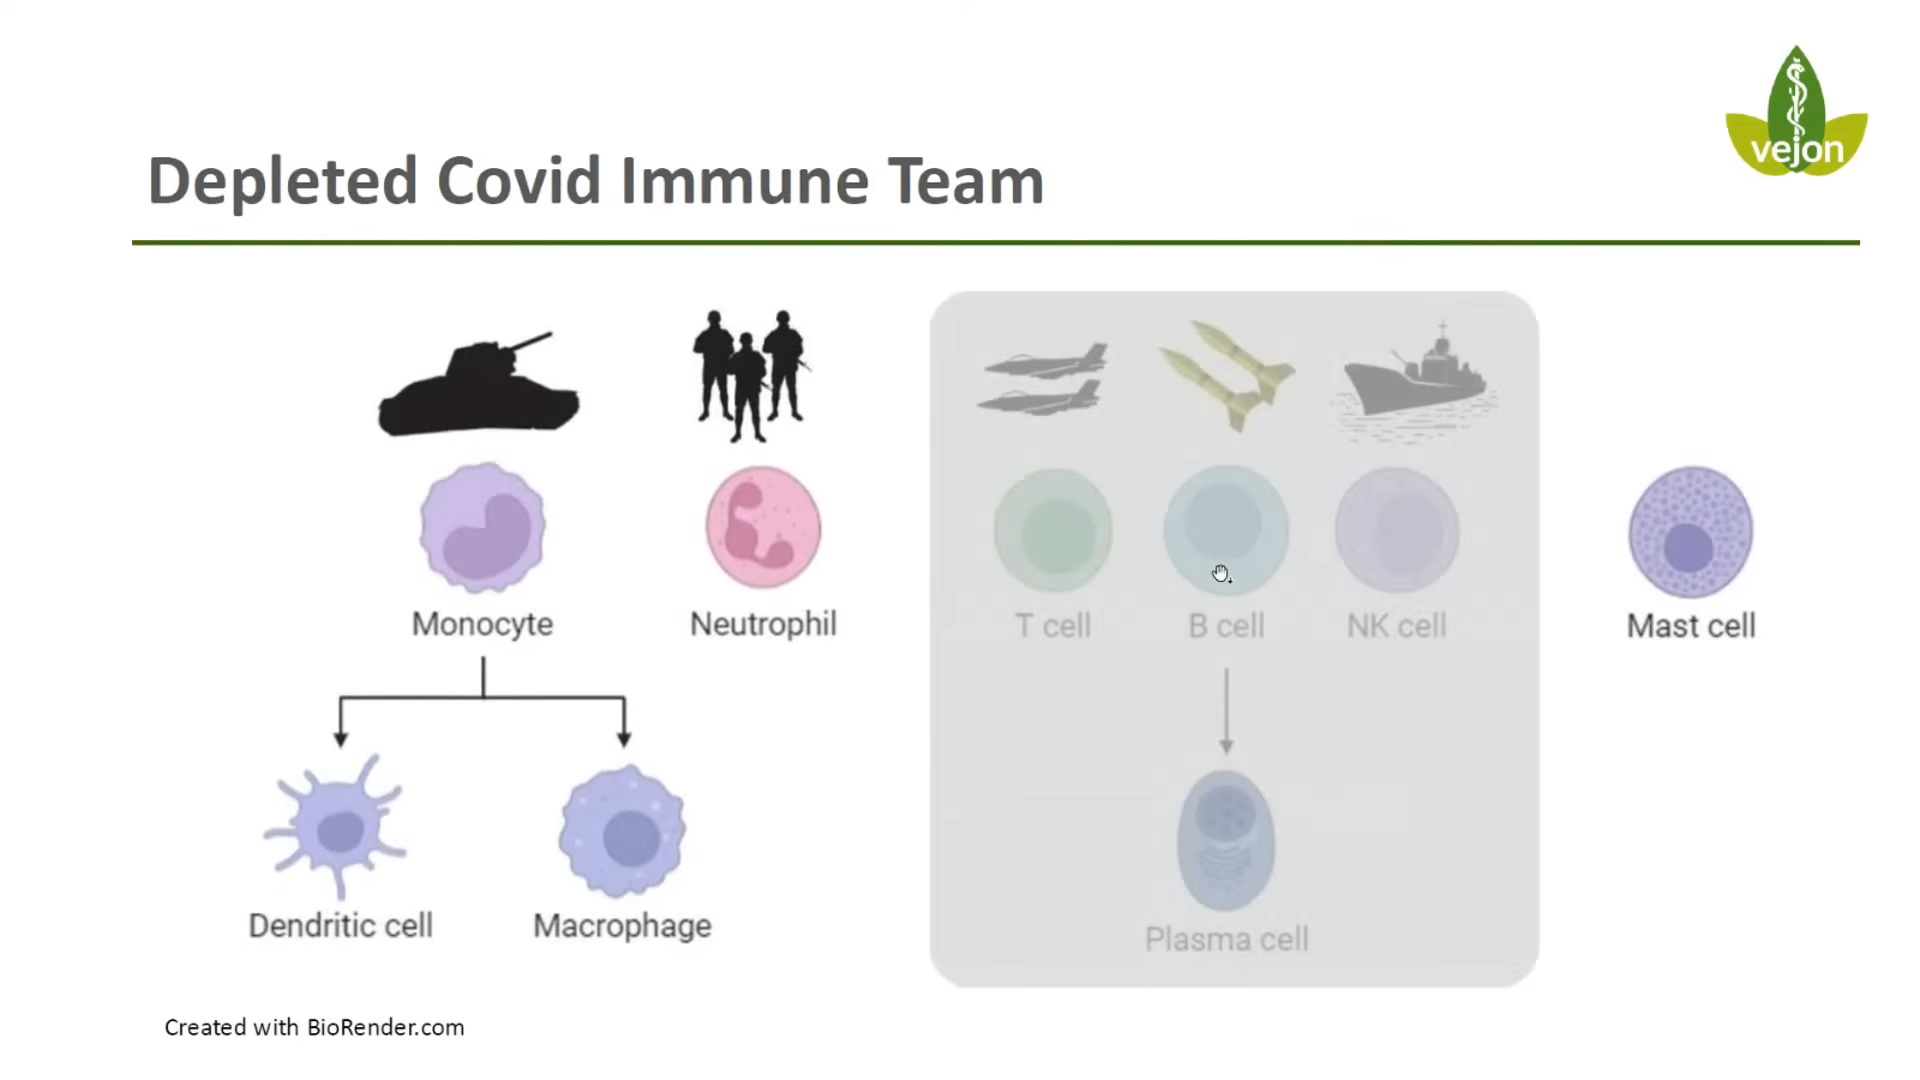 vejon
Depleted Covid Immune Team
Monocyte
Neutrophil
T cell
B cell
NK cell
Mast cell
Dendritic cell
Macrophage
Plasma cell
Created with BioRender.com